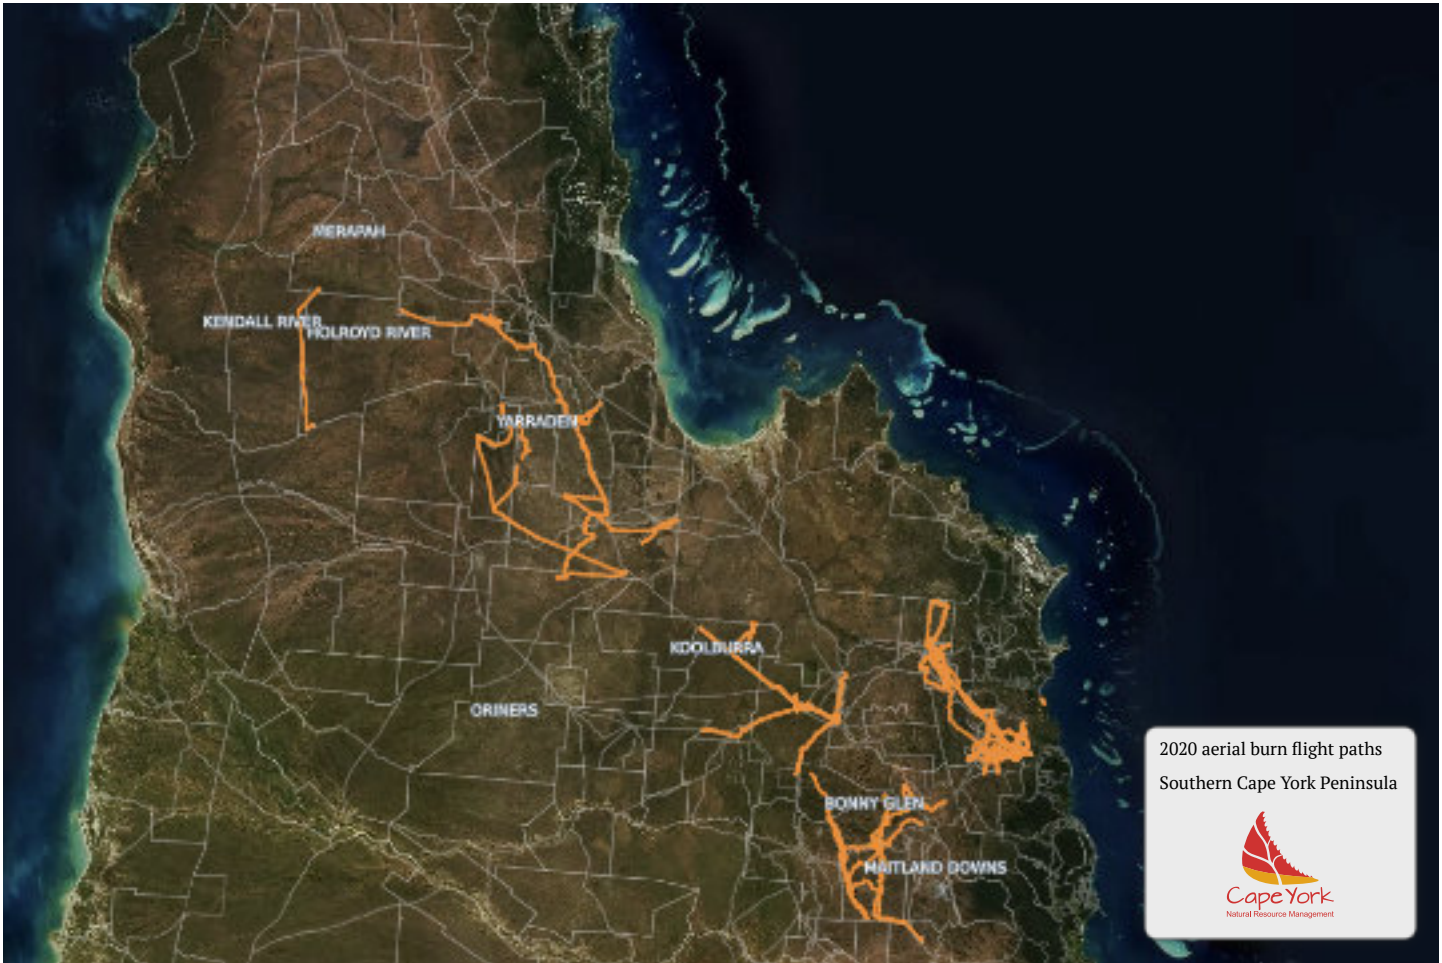 MERAPAH
KENDALL RIVER
HOLROYD RIVER
YARRADEN
KOOLBURRA
ORINERS
BONNY GLEN
MAITLAND DOWNS
2020 aerial burn flight paths
Southern Cape York Peninsula
Cape York
Natural Resource Management